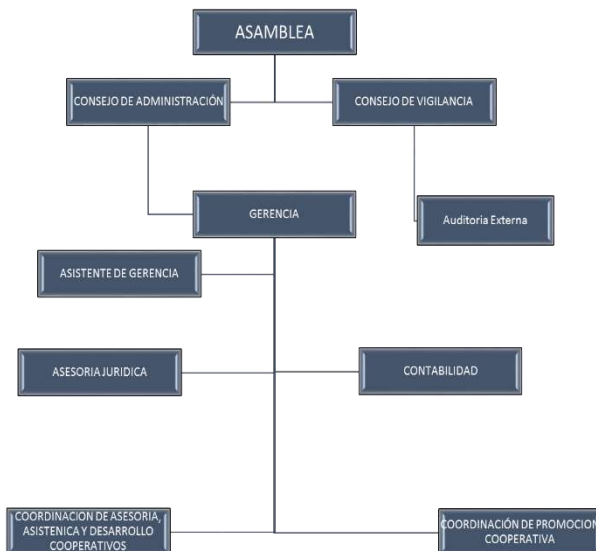 ASAMBLEA
CONSEJO DE ADMINISTRACIÓN
CONSEJO DE VIGILANCIA
GERENCIA
Auditoria Externa
ASISTENTE DE GERENCIA
ASESORIA JURIDICA
CONTABILIDAD
COORDINACION DE ASESORIA,
ASISTENICA Y DESARROLLO
COOPERATIVOS
COORDINACIÓN DE PROMOCION
COOPERATIVA